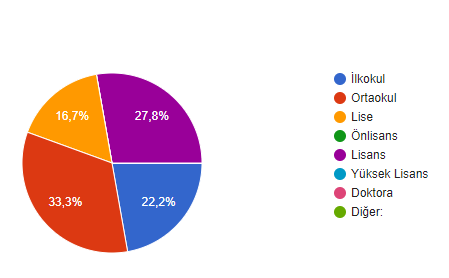 İlkokul
Ortaokul
Lise
Önlisans
Lisans
Yüksek Lisans
Doktora
Diğer:
16,7%
27,8%
33,3%
22,2%